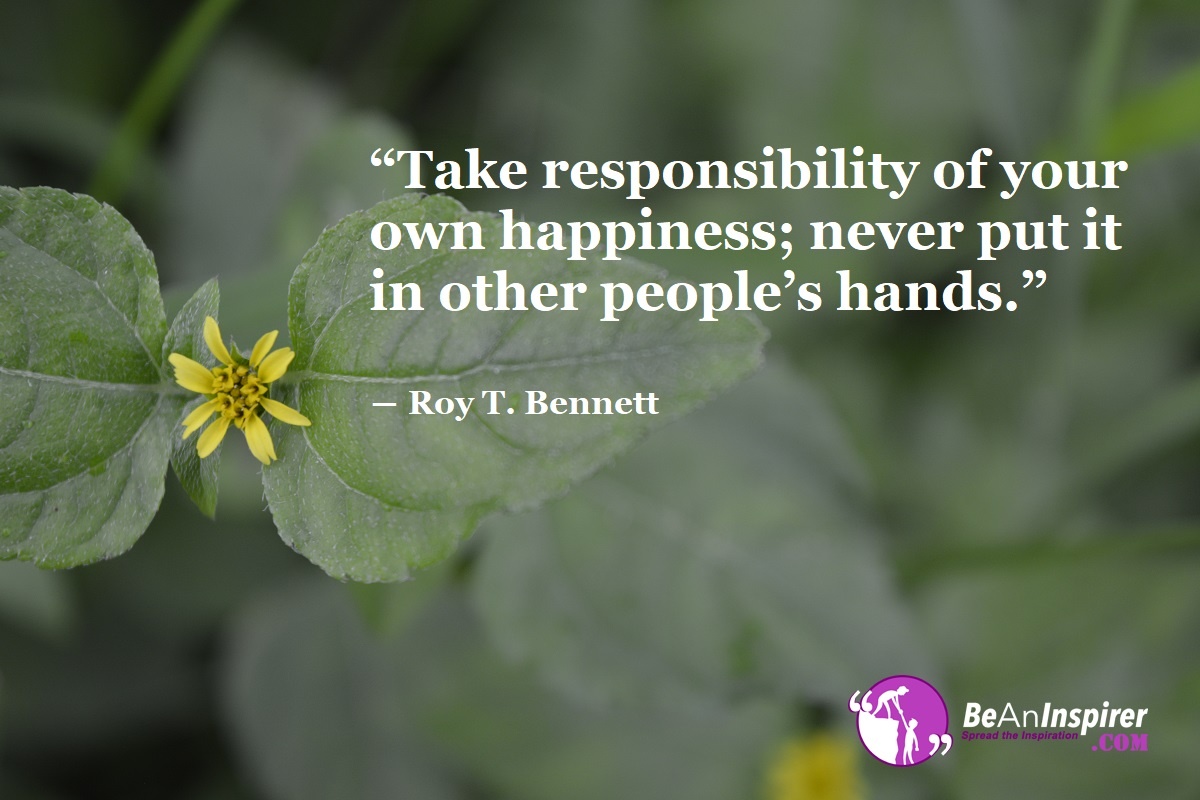 “Take responsibility of your
own happiness; never put it
in other people’s hands.”
— Roy T. Bennett
BeAnInspirer
Spread the Inspiration
.COM